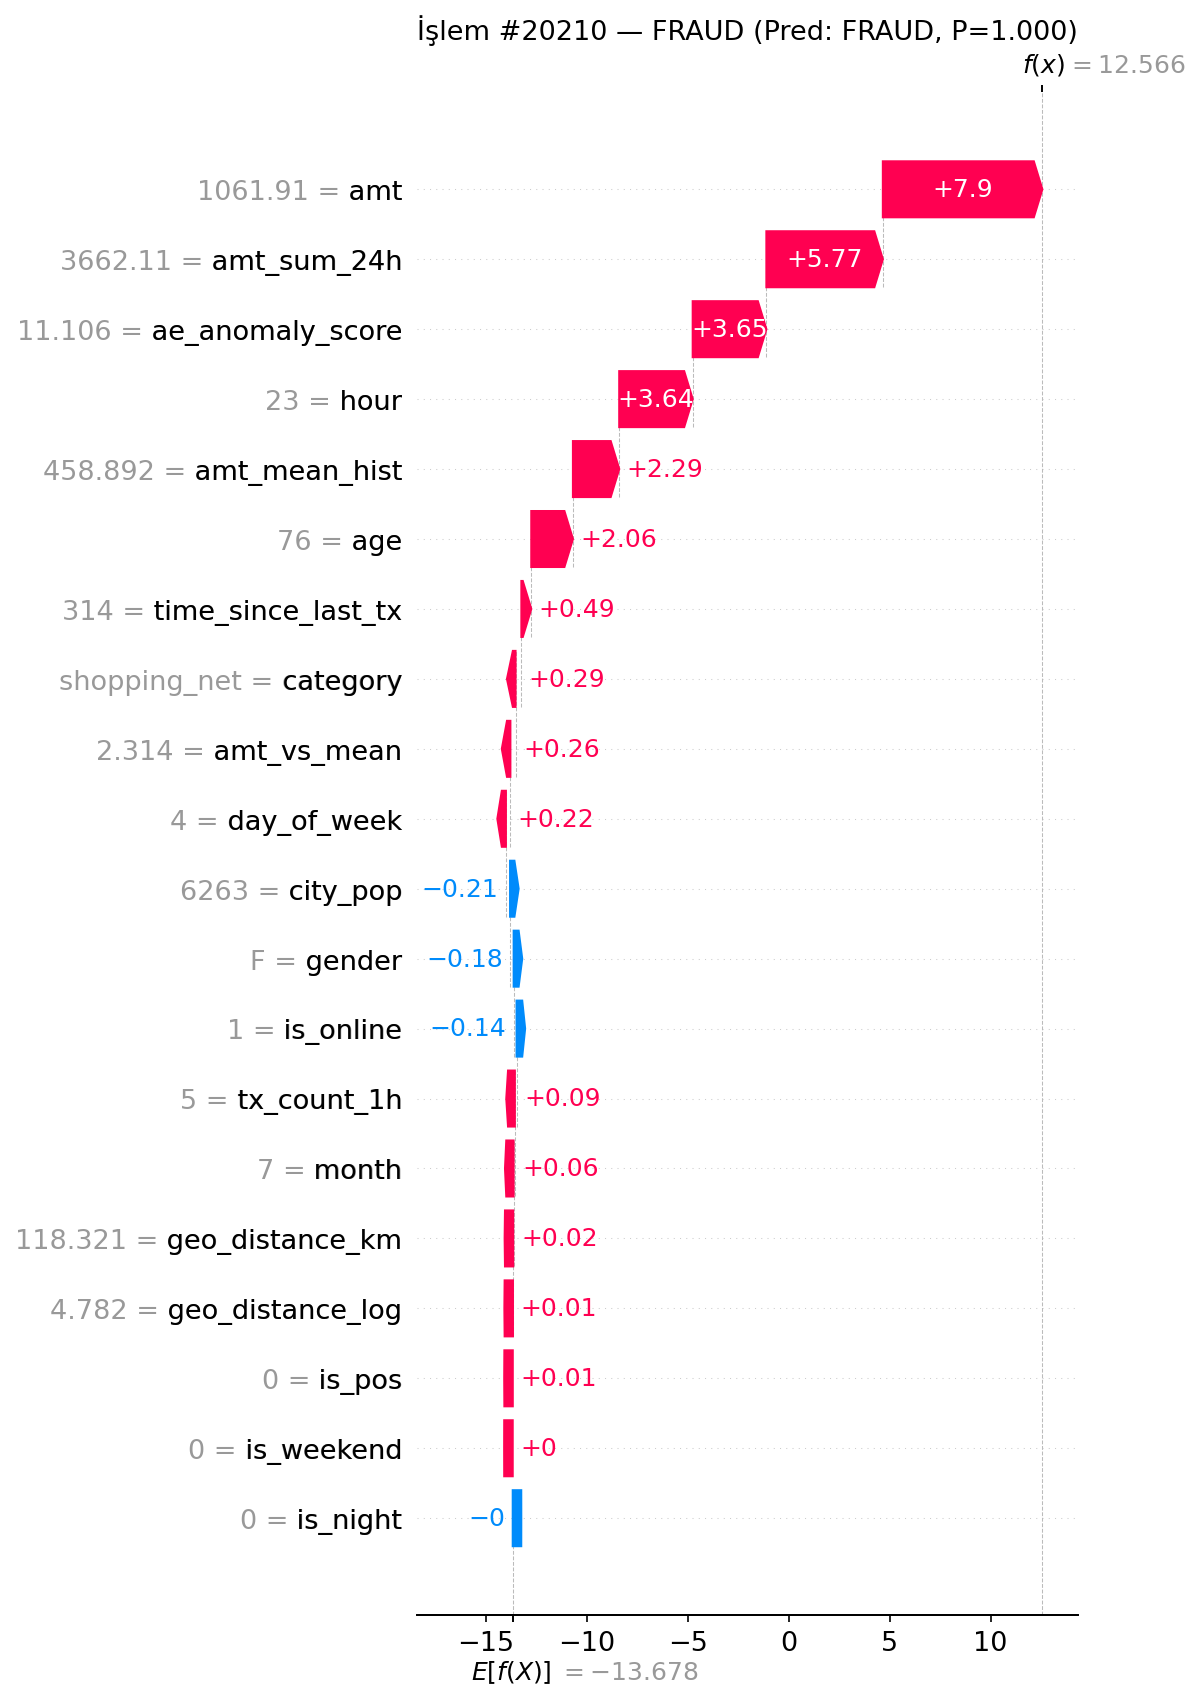 İşlem #20210 — FRAUD (Pred: FRAUD, P=1.000)
f(x) = 12.566
1061.91 = amt +7.9
3662.11 = amt_sum_24h +5.77
11.106 = ae_anomaly_score +3.65
23 = hour +3.64
458.892 = amt_mean_hist +2.29
76 = age +2.06
314 = time_since_last_tx +0.49
shopping_net = category +0.29
2.314 = amt_vs_mean +0.26
4 = day_of_week +0.22
6263 = city_pop −0.21
F = gender −0.18
1 = is_online −0.14
5 = tx_count_1h +0.09
7 = month +0.06
118.321 = geo_distance_km +0.02
4.782 = geo_distance_log +0.01
0 = is_pos +0.01
0 = is_weekend +0
0 = is_night −0
−15 −10 −5 0 5 10
E[f(X)] = −13.678